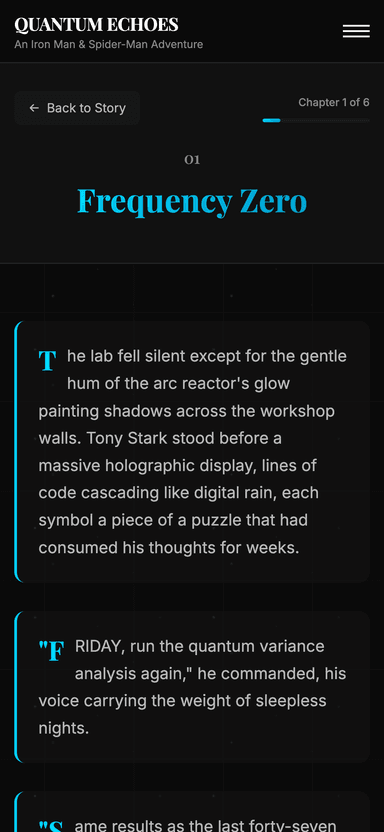 QUANTUM ECHOES
An Iron Man & Spider-Man Adventure
← Back to Story
Chapter 1 of 6
01
Frequency Zero
The lab fell silent except for the gentle
hum of the arc reactor's glow
painting shadows across the workshop
walls. Tony Stark stood before a
massive holographic display, lines of
code cascading like digital rain, each
symbol a piece of a puzzle that had
consumed his thoughts for weeks.
"FRIDAY, run the quantum variance
analysis again," he commanded, his
voice carrying the weight of sleepless
nights.
"Same results as the last forty-seven